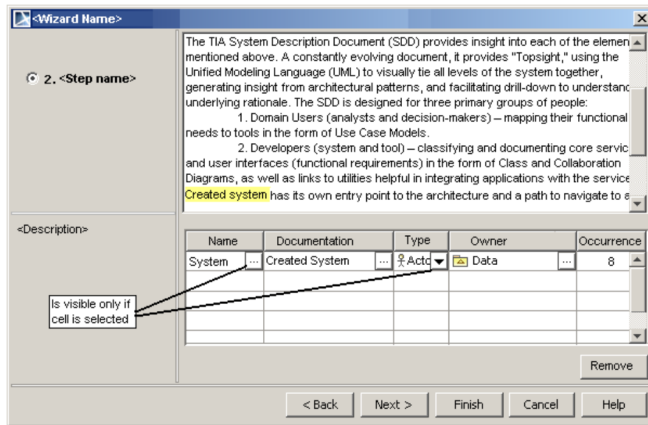 <Wizard Name>
2. <Step name>
The TIA System Description Document (SDD) provides insight into each of the elemen
mentioned above. A constantly evolving document, it provides "Topsight," using the
Unified Modeling Language (UML) to visually tie all levels of the system together,
generating insight from architectural patterns, and facilitating drill-down to understand
underlying rationale. The SDD is designed for three primary groups of people:
1. Domain Users (analysts and decision-makers) – mapping their functional
needs to tools in the form of Use Case Models.
2. Developers (system and tool) – classifying and documenting core servic
and user interfaces (functional requirements) in the form of Class and Collaboration
Diagrams, as well as links to utilities helpful in integrating applications with the service
Created system has its own entry point to the architecture and a path to navigate to a
<Description>
Name Documentation Type Owner Occurrence
System ... Created System ... Acto Data ... 8
Is visible only if
cell is selected
Remove
< Back Next > Finish Cancel Help